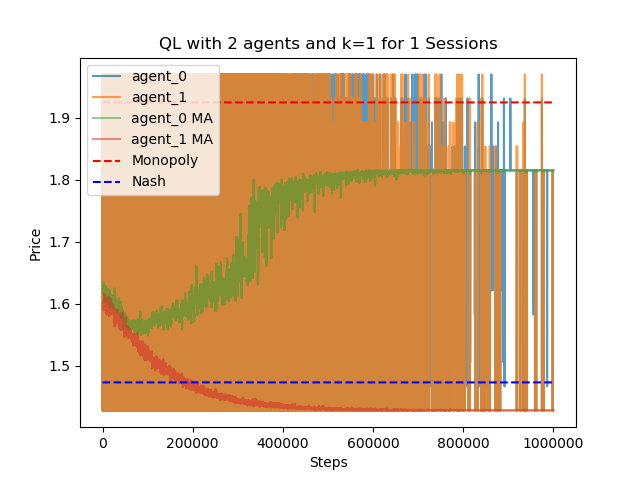 QL with 2 agents and k=1 for 1 Sessions
agent_0
agent_1
agent_0 MA
agent_1 MA
Monopoly
Nash
Price
1.9
1.8
1.7
1.6
1.5
0 200000 400000 600000 800000 1000000
Steps